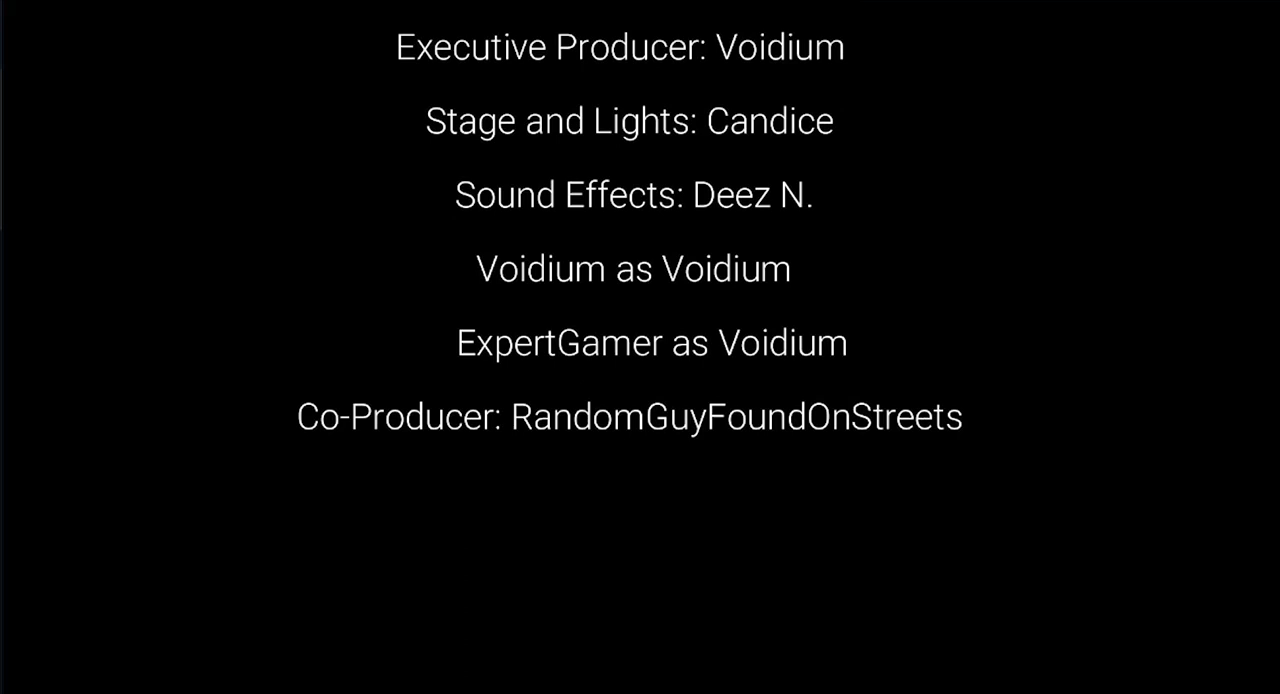 Executive Producer: Voidium
Stage and Lights: Candice
Sound Effects: Deez N.
Voidium as Voidium
ExpertGamer as Voidium
Co-Producer: RandomGuyFoundOnStreets